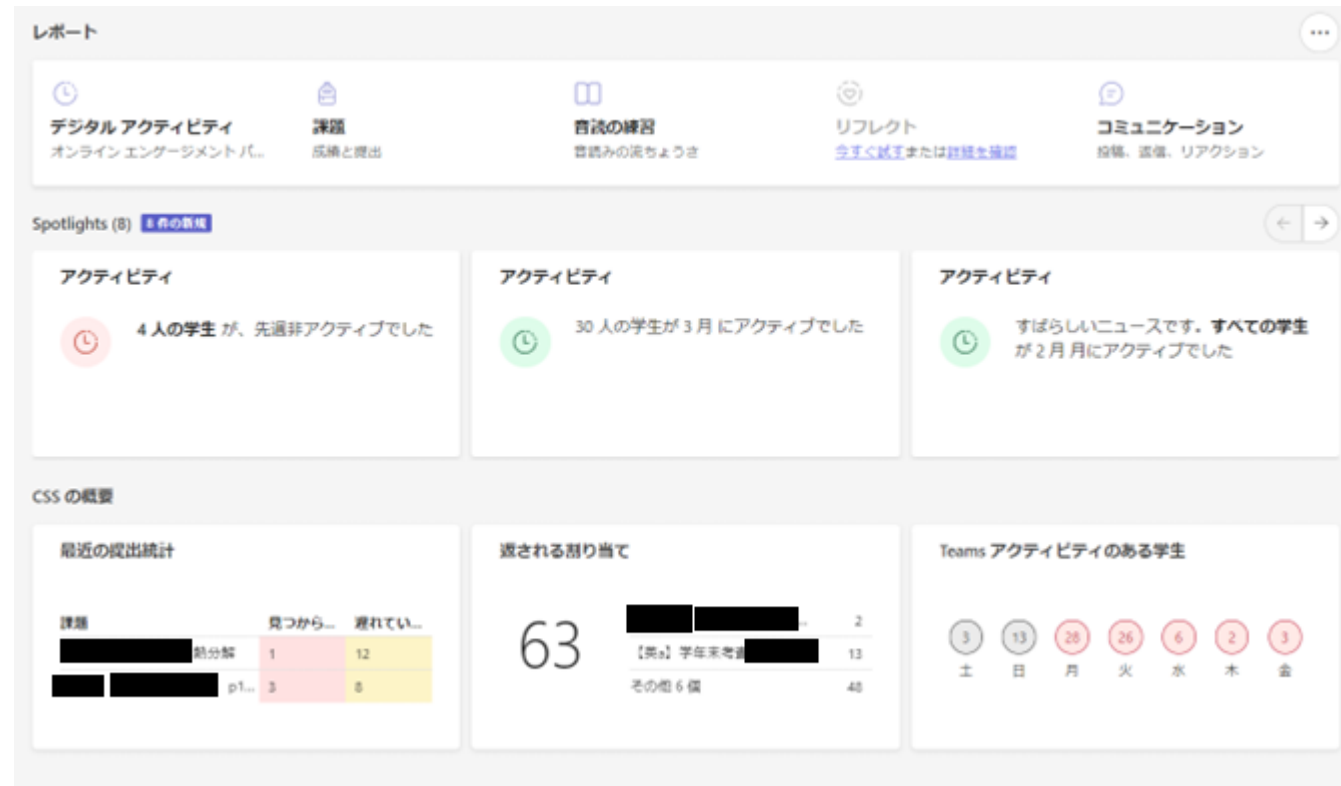 レポート
デジタル アクティビティ
オンライン エンゲージメント パ...
課題
成績と提出
音読の練習
音読みの流ちょうさ
リフレクト
今すぐ試すまたは詳細を確認
コミュニケーション
投稿、返信、リアクション
Spotlights (8) 8 件の新規
アクティビティ
4 人の学生 が、先週非アクティブでした
アクティビティ
30 人の学生が 3 月 にアクティブでした
アクティビティ
すばらしいニュースです。すべての学生
が 2 月 月にアクティブでした
CSS の概要
最近の提出統計
課題 見つから... 遅れてい...
熱分解 1 12
p1... 3 8
返される割り当て
63
... 2
【英a】学年末考査 13
その他 6 個 48
Teams アクティビティのある学生
3 13 28 26 6 2 3
土 日 月 火 水 木 金